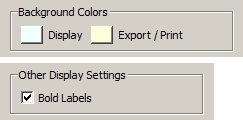 Background Colors
Display Export / Print
Other Display Settings
Bold Labels